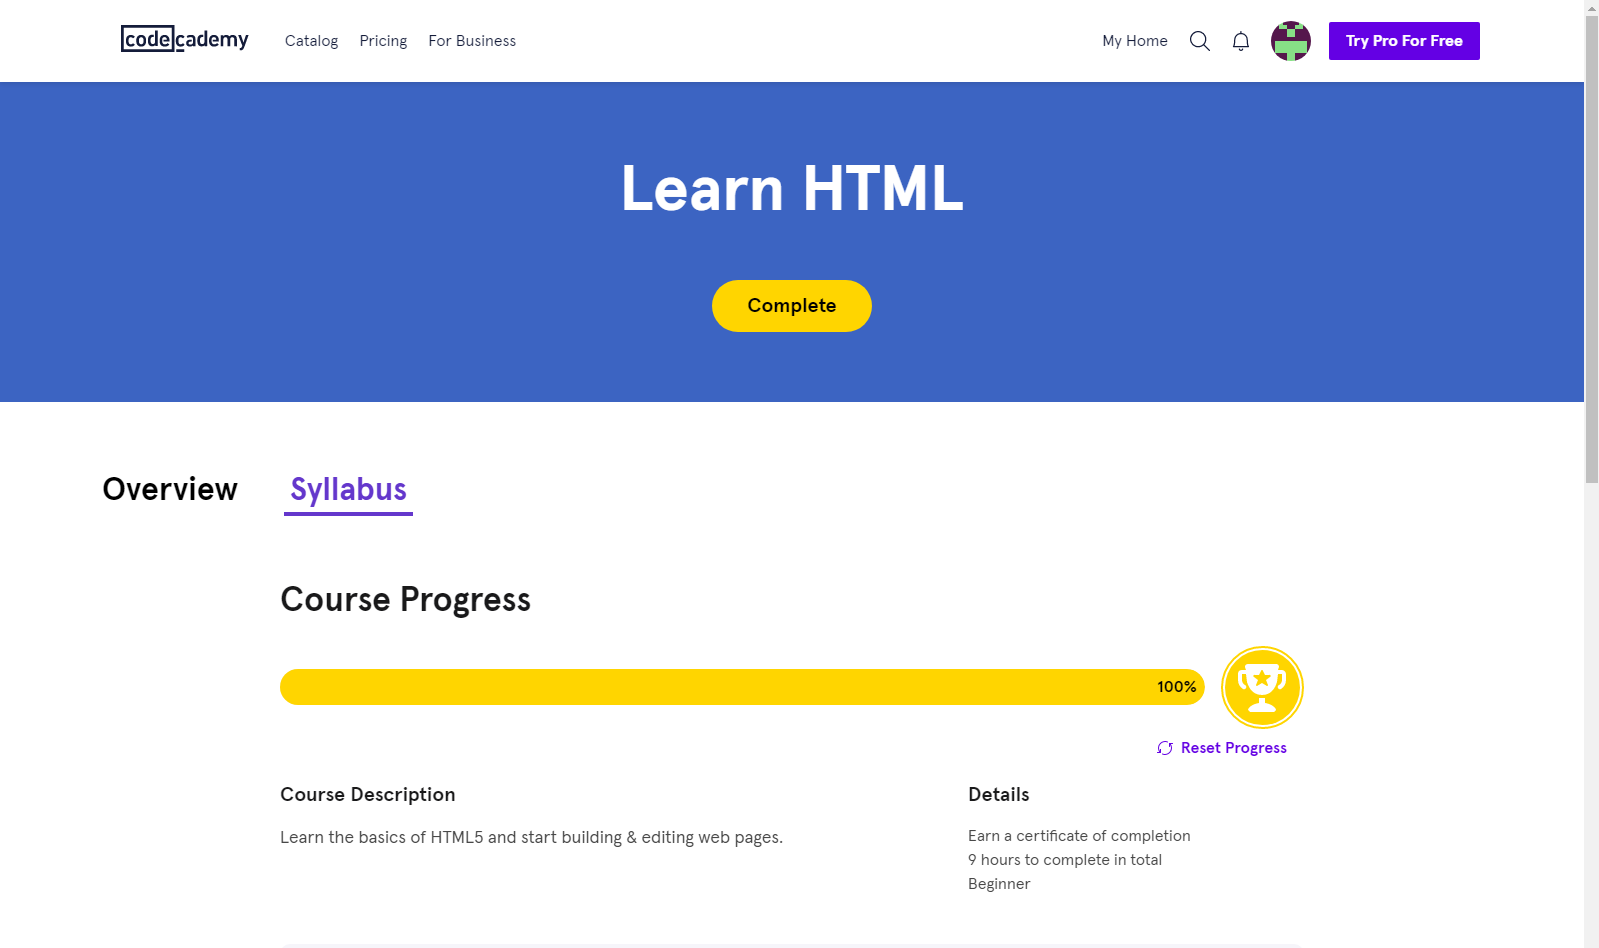 codecademy
Catalog
Pricing
For Business
My Home
Try Pro For Free
Learn HTML
Complete
Overview
Syllabus
Course Progress
100%
Reset Progress
Course Description
Learn the basics of HTML5 and start building & editing web pages.
Details
Earn a certificate of completion
9 hours to complete in total
Beginner